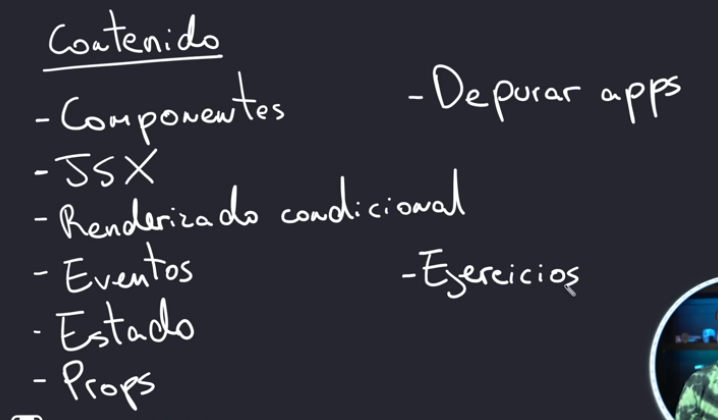 Contenido
- Componentes
- JSX
- Renderizado condicional
- Eventos
- Estado
- Props
- Depurar apps
- Ejercicios